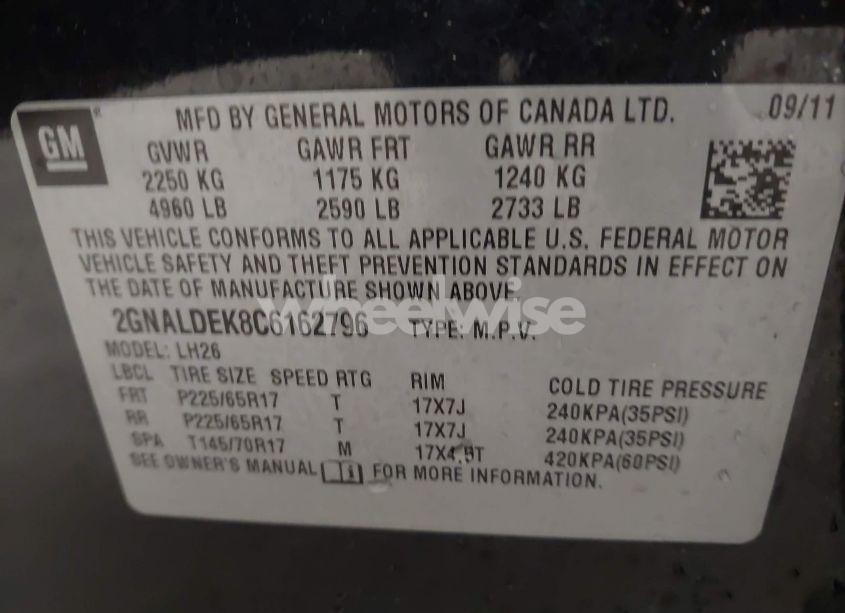 GM
MFD BY GENERAL MOTORS OF CANADA LTD. 09/11
GVWR GAWR FRT GAWR RR
2250 KG 1175 KG 1240 KG
4960 LB 2590 LB 2733 LB
THIS VEHICLE CONFORMS TO ALL APPLICABLE U.S. FEDERAL MOTOR
VEHICLE SAFETY AND THEFT PREVENTION STANDARDS IN EFFECT ON
THE DATE OF MANUFACTURE SHOWN ABOVE.
wheelwise
2GNALDEK8C6162796 TYPE: M.P.V.
MODEL: LH26
LBCL TIRE SIZE SPEED RTG RIM COLD TIRE PRESSURE
FRT P225/65R17 T 17X7J 240KPA(35PSI)
RR P225/65R17 T 17X7J 240KPA(35PSI)
SPA T145/70R17 M 17X4.5T 420KPA(60PSI)
SEE OWNER'S MANUAL FOR MORE INFORMATION.